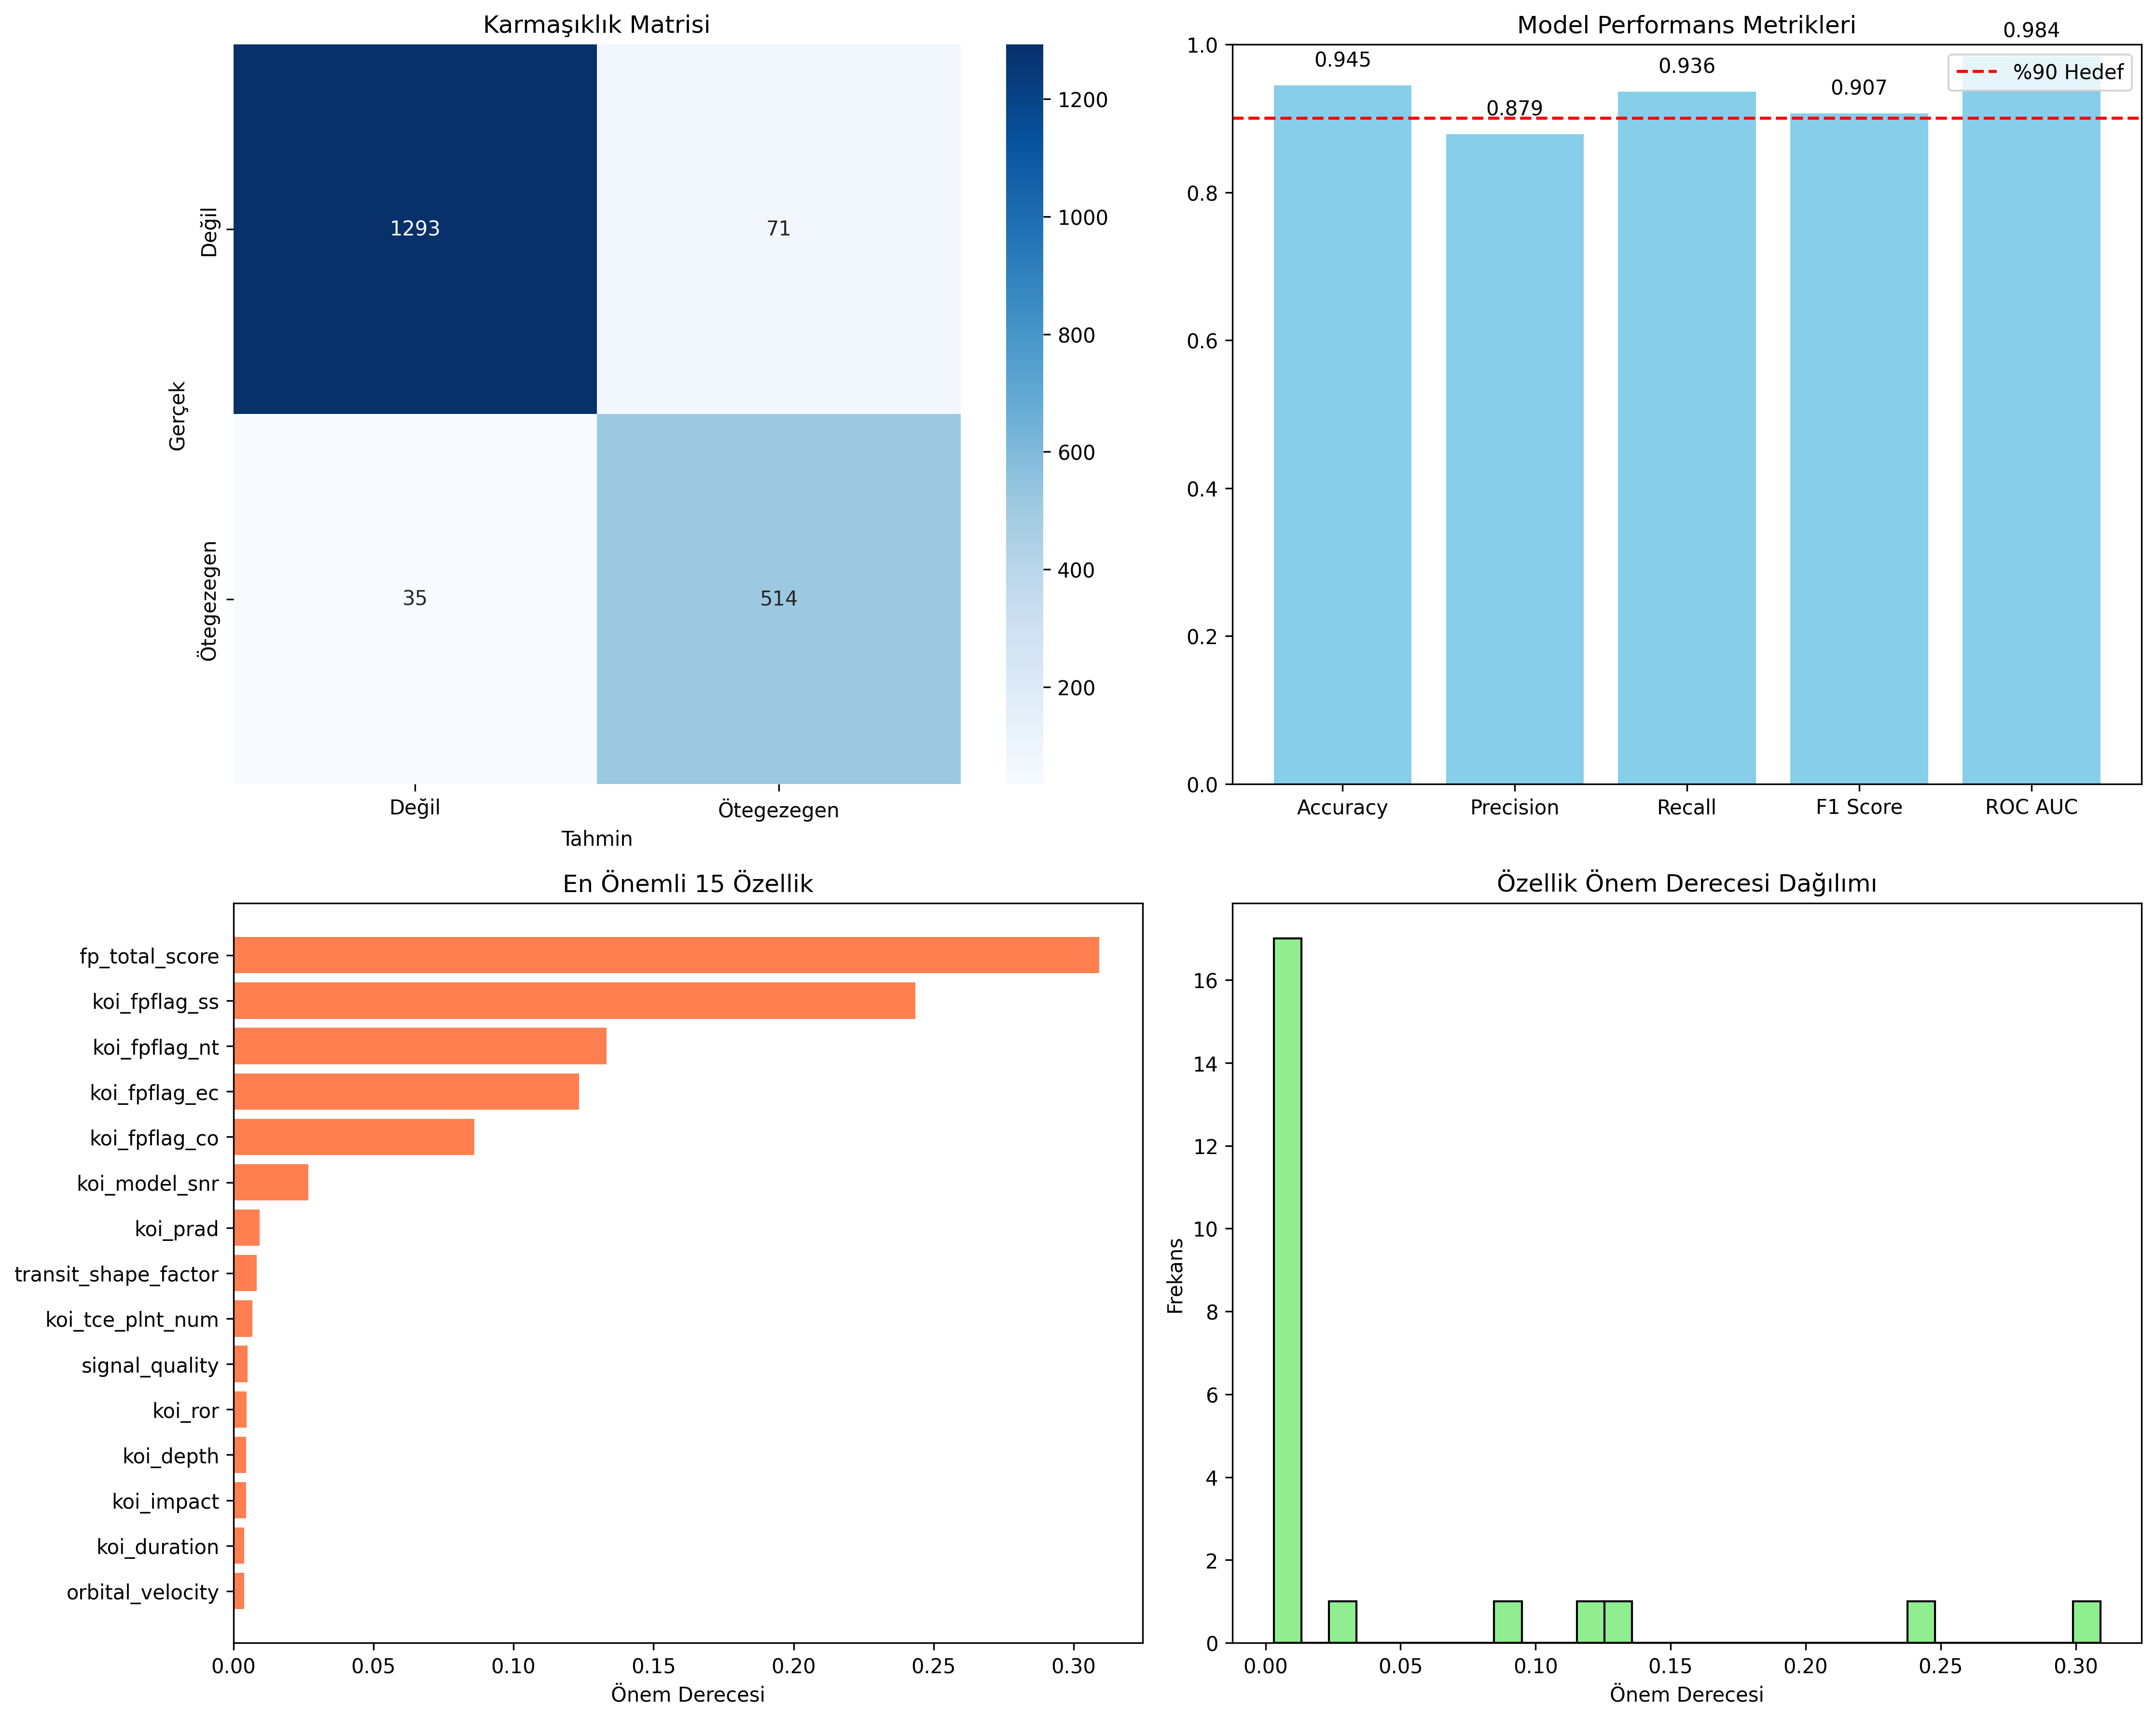 Karmaşıklık Matrisi
1293
71
35
514
Değil
Ötegezegen
Gerçek
Değil
Ötegezegen
Tahmin
1200
1000
800
600
400
200
Model Performans Metrikleri
0.945
0.879
0.936
0.907
0.984
%90 Hedef
1.0
0.8
0.6
0.4
0.2
0.0
Accuracy
Precision
Recall
F1 Score
ROC AUC
En Önemli 15 Özellik
fp_total_score
koi_fpflag_ss
koi_fpflag_nt
koi_fpflag_ec
koi_fpflag_co
koi_model_snr
koi_prad
transit_shape_factor
koi_tce_plnt_num
signal_quality
koi_ror
koi_depth
koi_impact
koi_duration
orbital_velocity
0.00 0.05 0.10 0.15 0.20 0.25 0.30
Önem Derecesi
Özellik Önem Derecesi Dağılımı
Frekans
16
14
12
10
8
6
4
2
0
0.00 0.05 0.10 0.15 0.20 0.25 0.30
Önem Derecesi